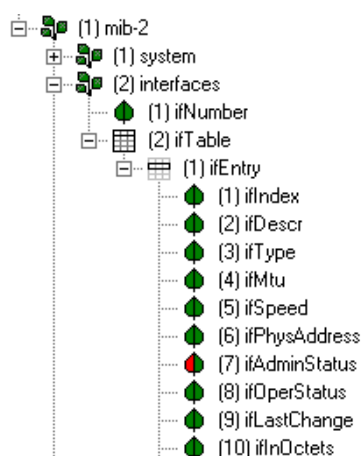 (1) mib-2
(1) system
(2) interfaces
(1) ifNumber
(2) ifTable
(1) ifEntry
(1) ifIndex
(2) ifDescr
(3) ifType
(4) ifMtu
(5) ifSpeed
(6) ifPhysAddress
(7) ifAdminStatus
(8) ifOperStatus
(9) ifLastChange
(10) ifInOctets